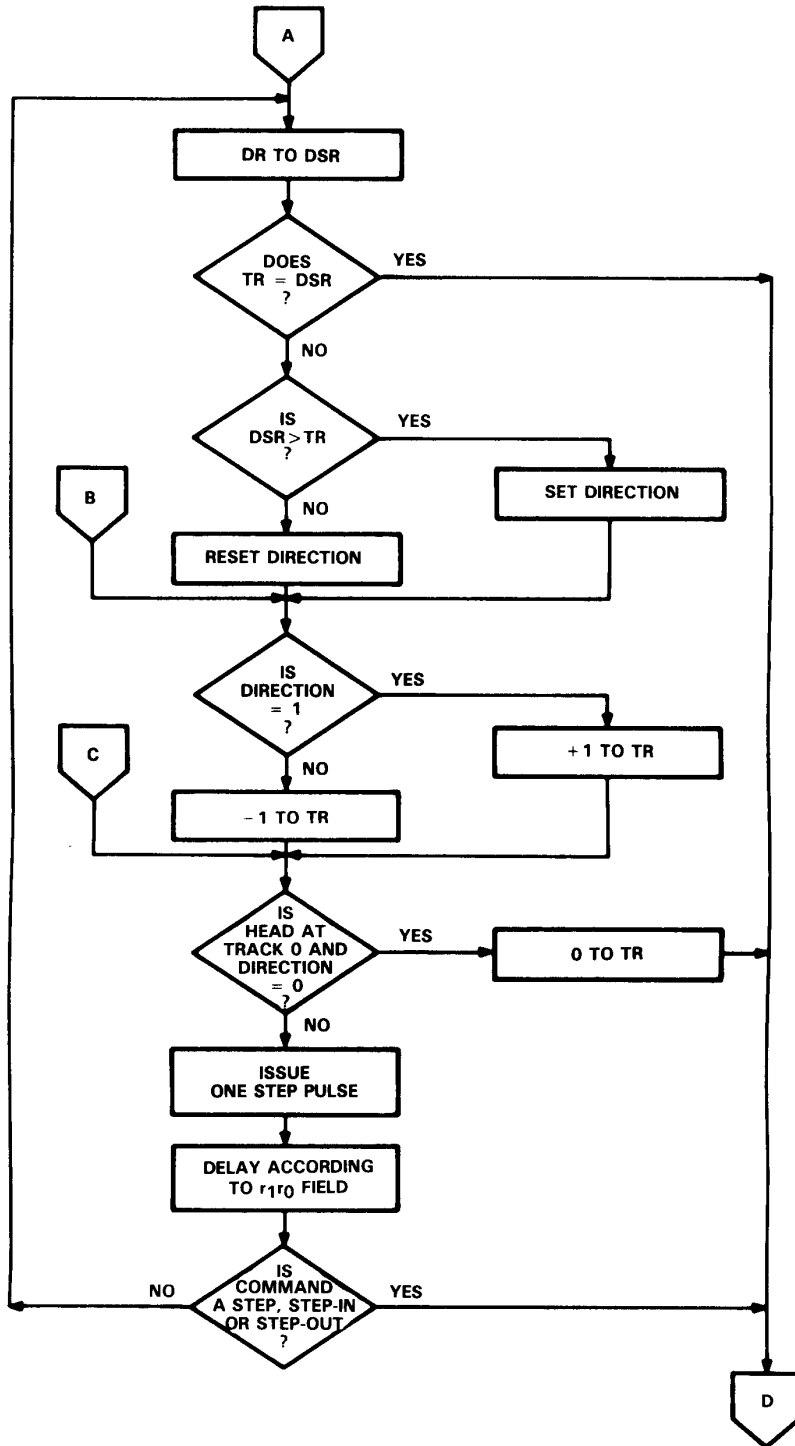 A
DR TO DSR
DOES
TR = DSR
?
YES
NO
IS
DSR>TR
?
YES
SET DIRECTION
B
NO
RESET DIRECTION
IS
DIRECTION
= 1
?
YES
+1 TO TR
C
NO
-1 TO TR
IS
HEAD AT
TRACK 0 AND
DIRECTION
= 0
?
YES
0 TO TR
NO
ISSUE
ONE STEP PULSE
DELAY ACCORDING
TO r1r0 FIELD
IS
COMMAND
A STEP, STEP-IN
OR STEP-OUT
?
NO
YES
D